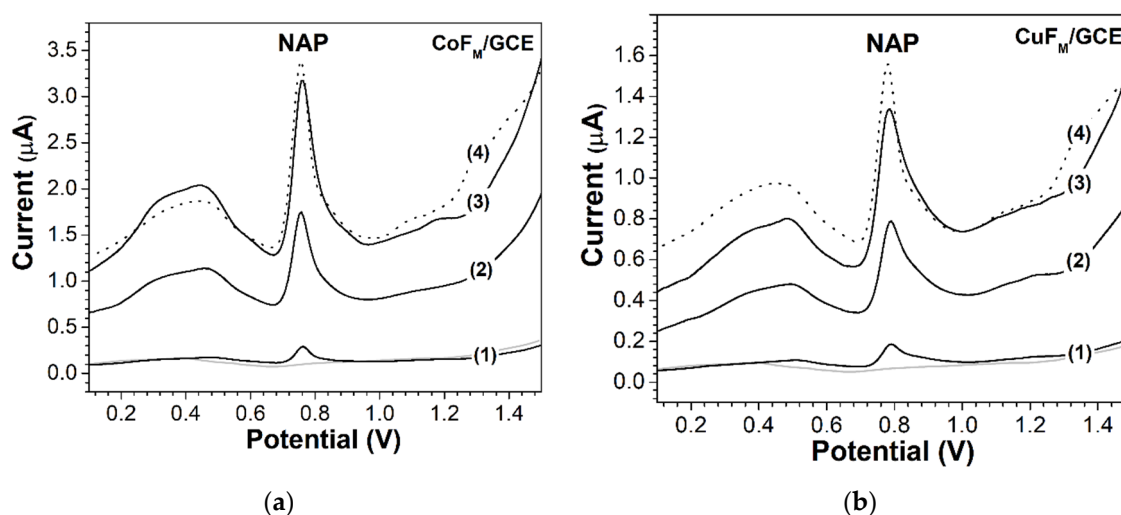 NAP
CoF_M/GCE
3.5
3.0
2.5
2.0
1.5
1.0
0.5
0.0
Current (μA)
(4)
(3)
(2)
(1)
0.2 0.4 0.6 0.8 1.0 1.2 1.4
Potential (V)
(a)
NAP
CuF_M/GCE
1.6
1.4
1.2
1.0
0.8
0.6
0.4
0.2
0.0
Current (μA)
(4)
(3)
(2)
(1)
0.2 0.4 0.6 0.8 1.0 1.2 1.4
Potential (V)
(b)